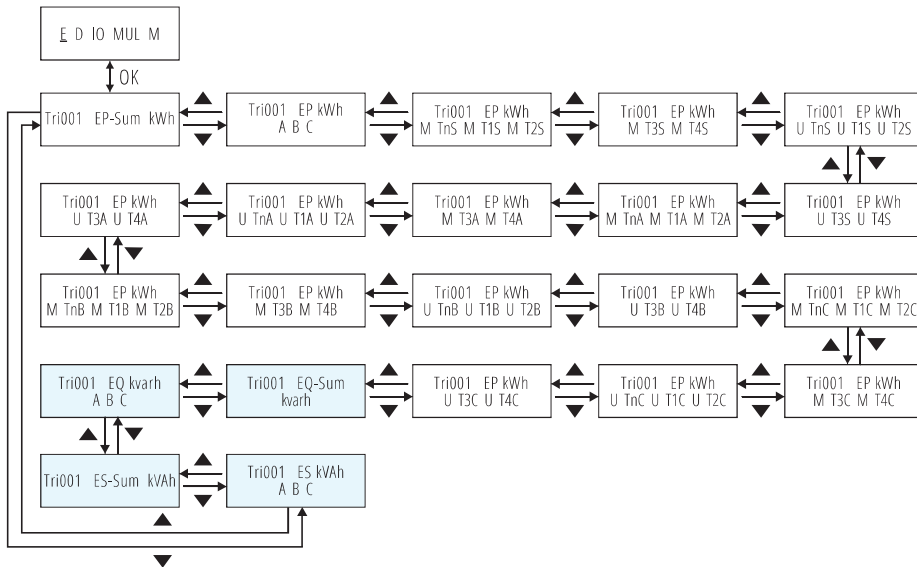 E D IO MUL M
OK
Tri001 EP-Sum kWh
Tri001 EP kWh
A B C
Tri001 EP kWh
M TnS M T1S M T2S
Tri001 EP kWh
M T3S M T4S
Tri001 EP kWh
U TnS U T1S U T2S
Tri001 EP kWh
U T3A U T4A
Tri001 EP kWh
U TnA U T1A U T2A
Tri001 EP kWh
M T3A M T4A
Tri001 EP kWh
M TnA M T1A M T2A
Tri001 EP kWh
U T3S U T4S
Tri001 EP kWh
M TnB M T1B M T2B
Tri001 EP kWh
M T3B M T4B
Tri001 EP kWh
U TnB U T1B U T2B
Tri001 EP kWh
U T3B U T4B
Tri001 EP kWh
M TnC M T1C M T2C
Tri001 EQ kvarh
A B C
Tri001 EQ-Sum
kvarh
Tri001 EP kWh
U T3C U T4C
Tri001 EP kWh
U TnC U T1C U T2C
Tri001 EP kWh
M T3C M T4C
Tri001 ES-Sum kVAh
Tri001 ES kVAh
A B C